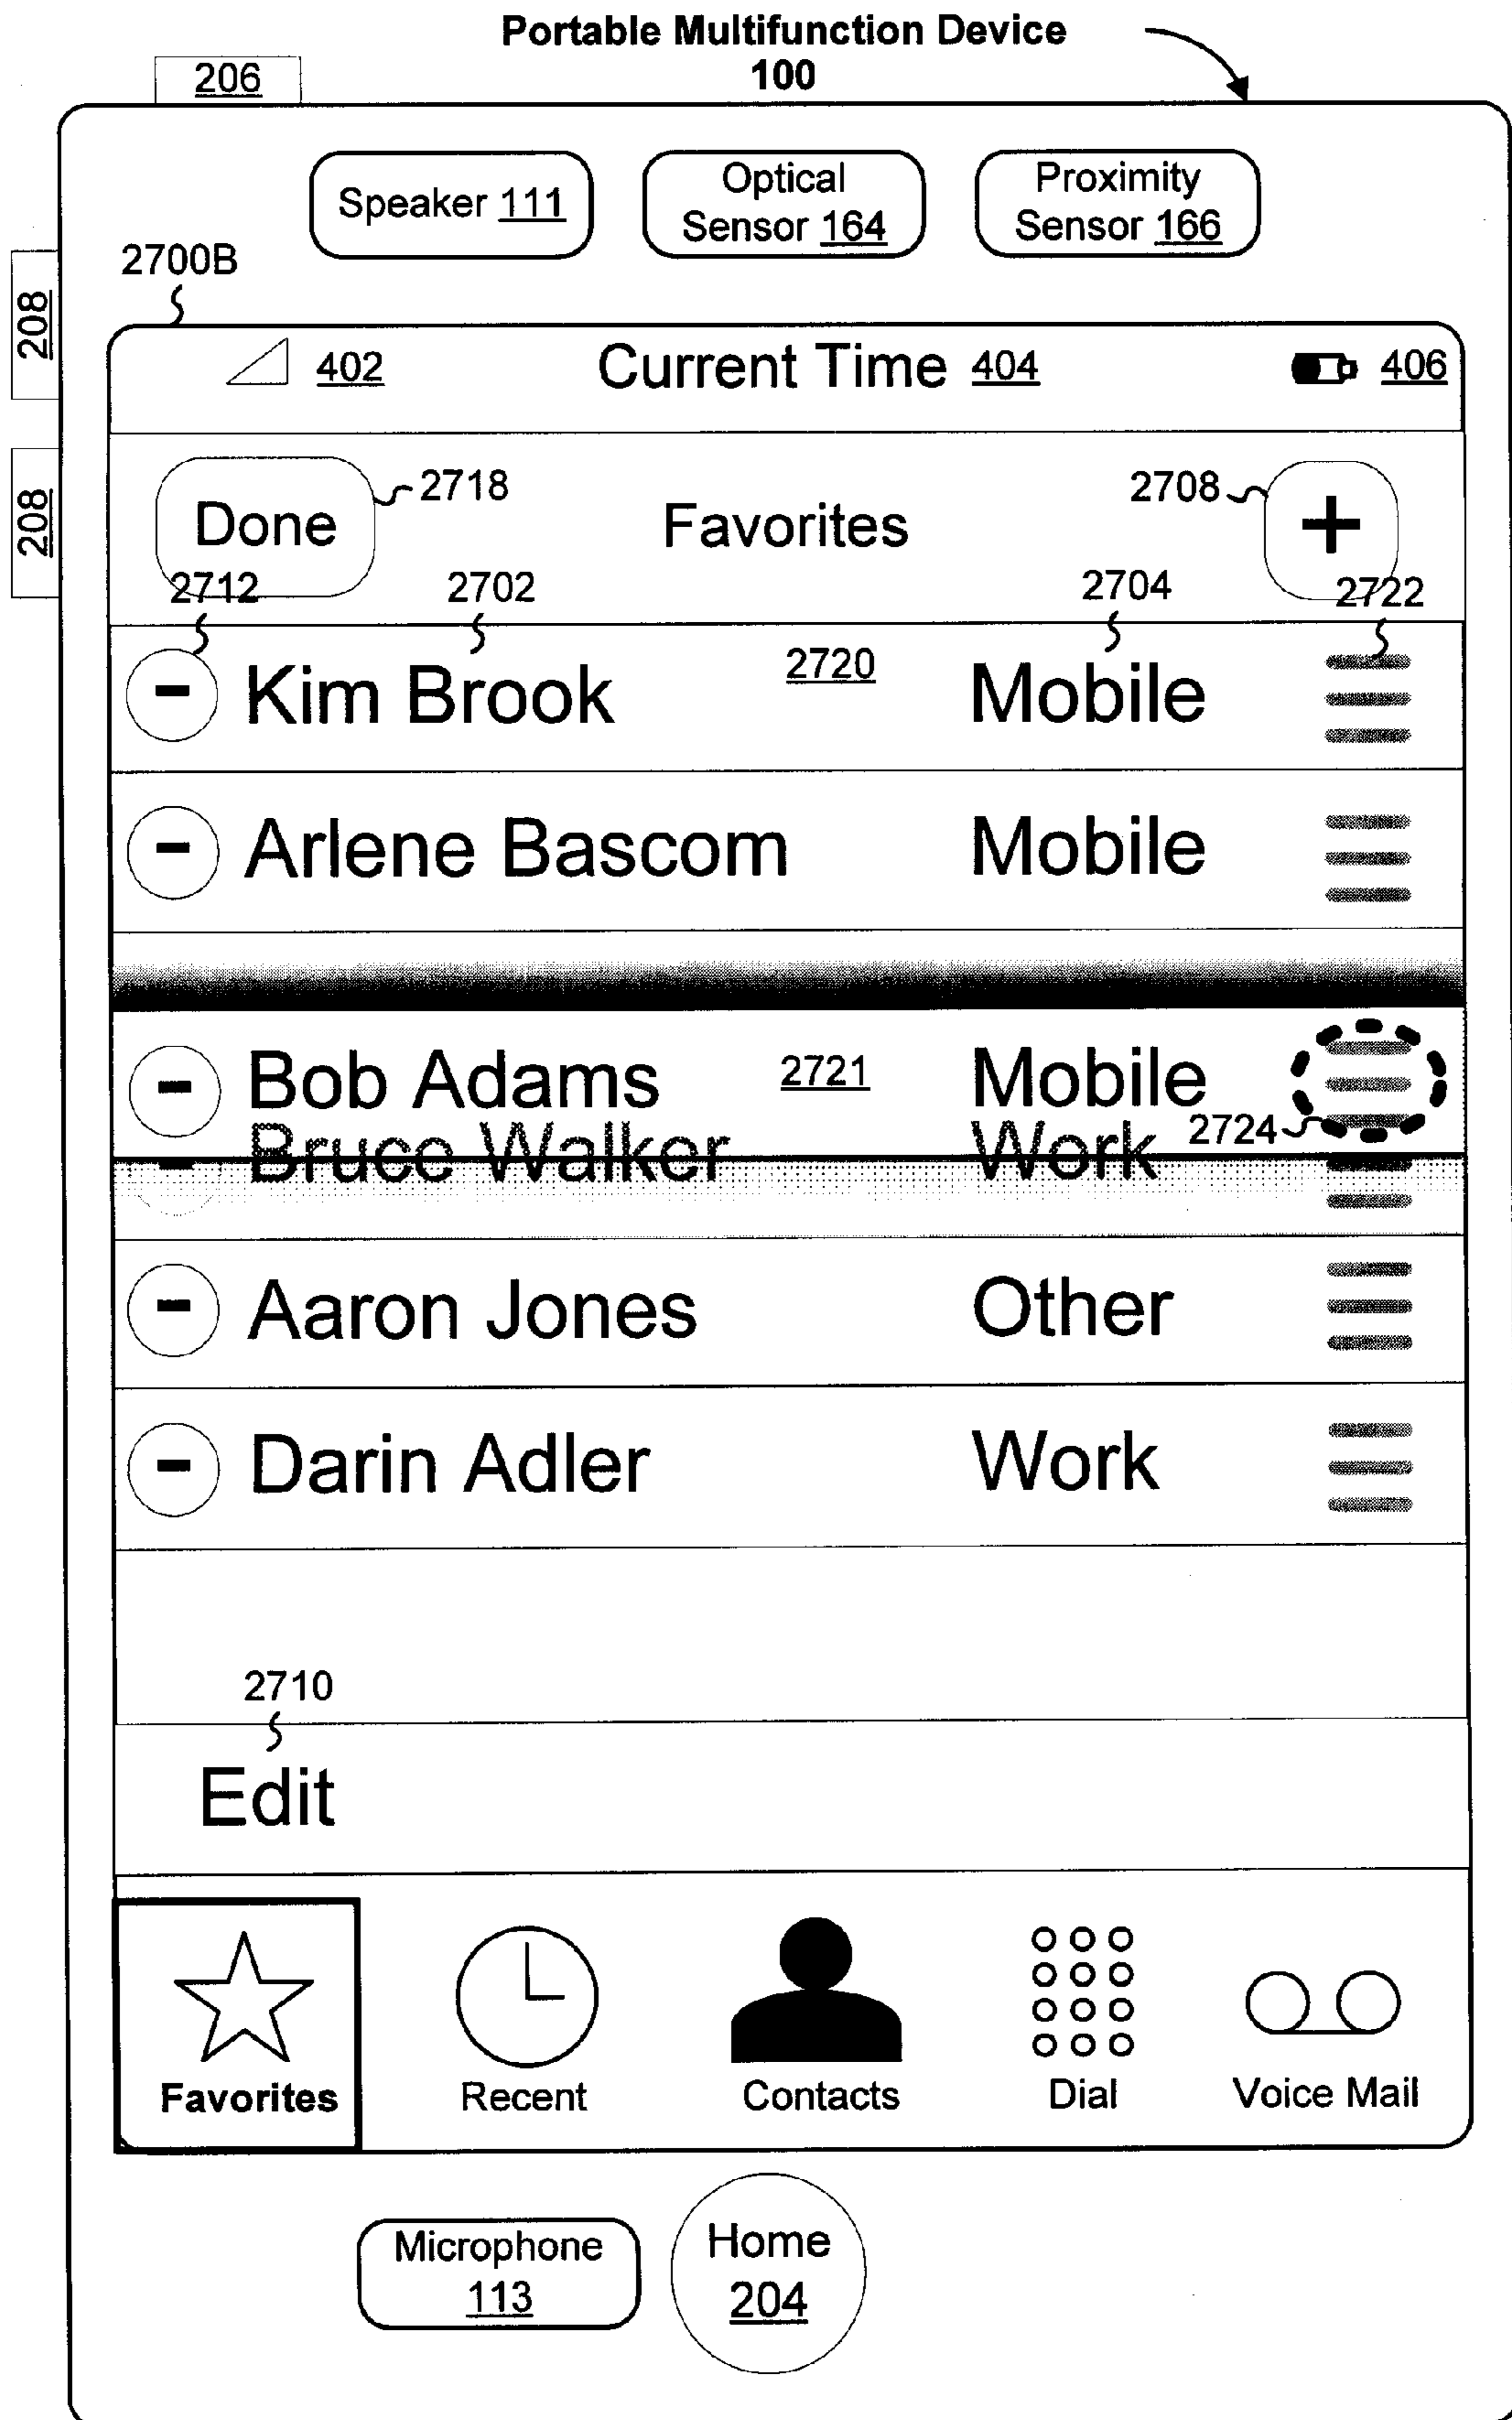 Portable Multifunction Device
100
206
Speaker 111
Optical
Sensor 164
Proximity
Sensor 166
2700B
208
402
Current Time 404
406
208
Done
2718
Favorites
2708
+
2712
2702
2704
2722
- Kim Brook 2720 Mobile
- Arlene Bascom Mobile
- Bob Adams 2721 Mobile
Bruce Walker Work 2724
- Aaron Jones Other
- Darin Adler Work
2710
Edit
Favorites
Recent
Contacts
Dial
Voice Mail
Microphone
113
Home
204